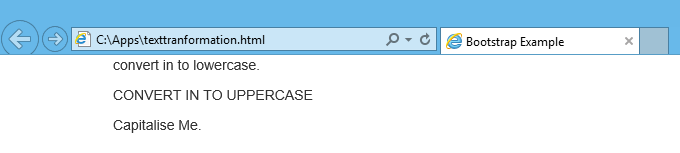 C:\Apps\texttranformation.html
Bootstrap Example
convert in to lowercase.
CONVERT IN TO UPPERCASE
Capitalise Me.